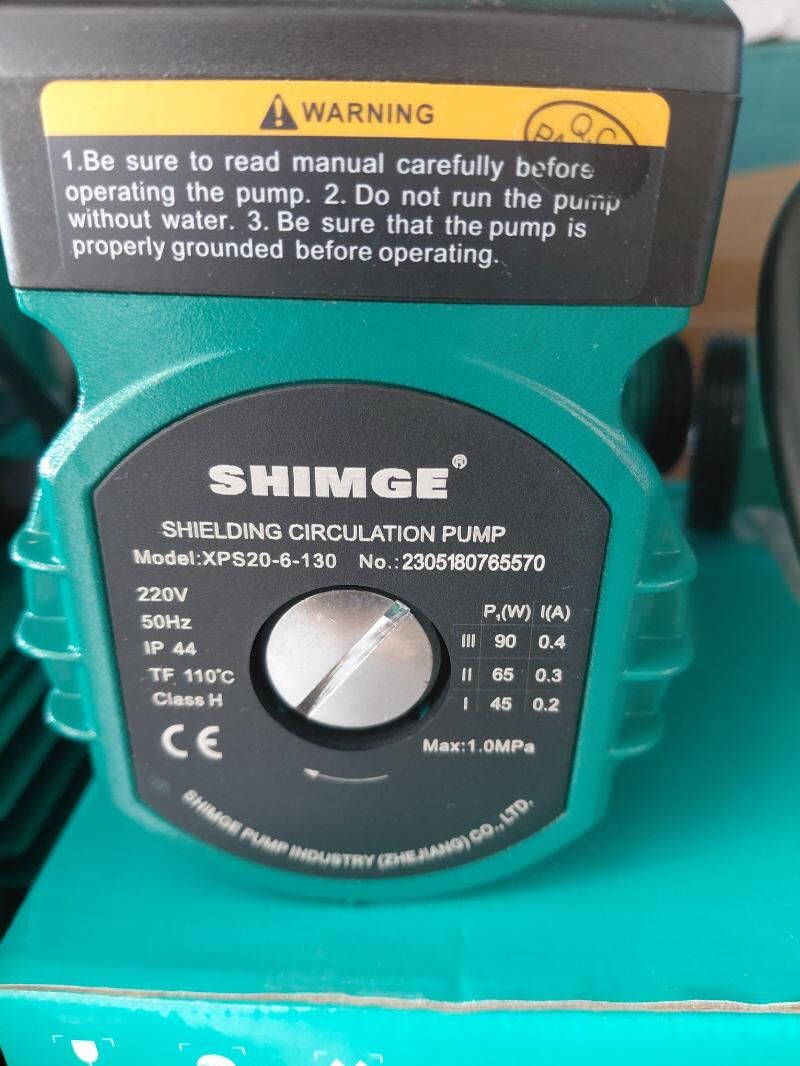 WARNING
Q.C
1.Be sure to read manual carefully before
operating the pump. 2. Do not run the pump
without water. 3. Be sure that the pump is
properly grounded before operating.
SHIMGE®
SHIELDING CIRCULATION PUMP
Model:XPS20-6-130 No.:2305180765570
220V
50Hz
IP 44
TF 110°C
Class H
CE
P₁(W) I(A)
III 90 0.4
II 65 0.3
I 45 0.2
Max:1.0MPa
SHIMGE PUMP INDUSTRY (ZHEJIANG) CO., LTD.